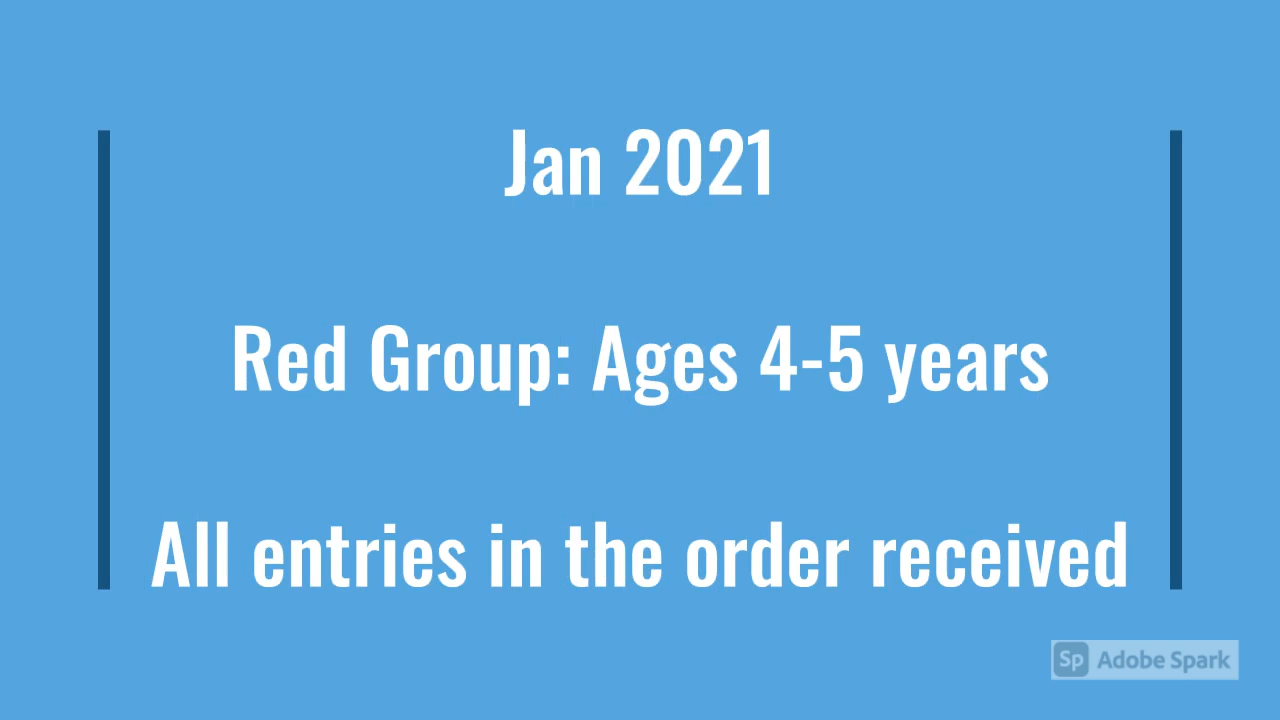 Jan 2021
Red Group: Ages 4-5 years
All entries in the order received
Sp Adobe Spark